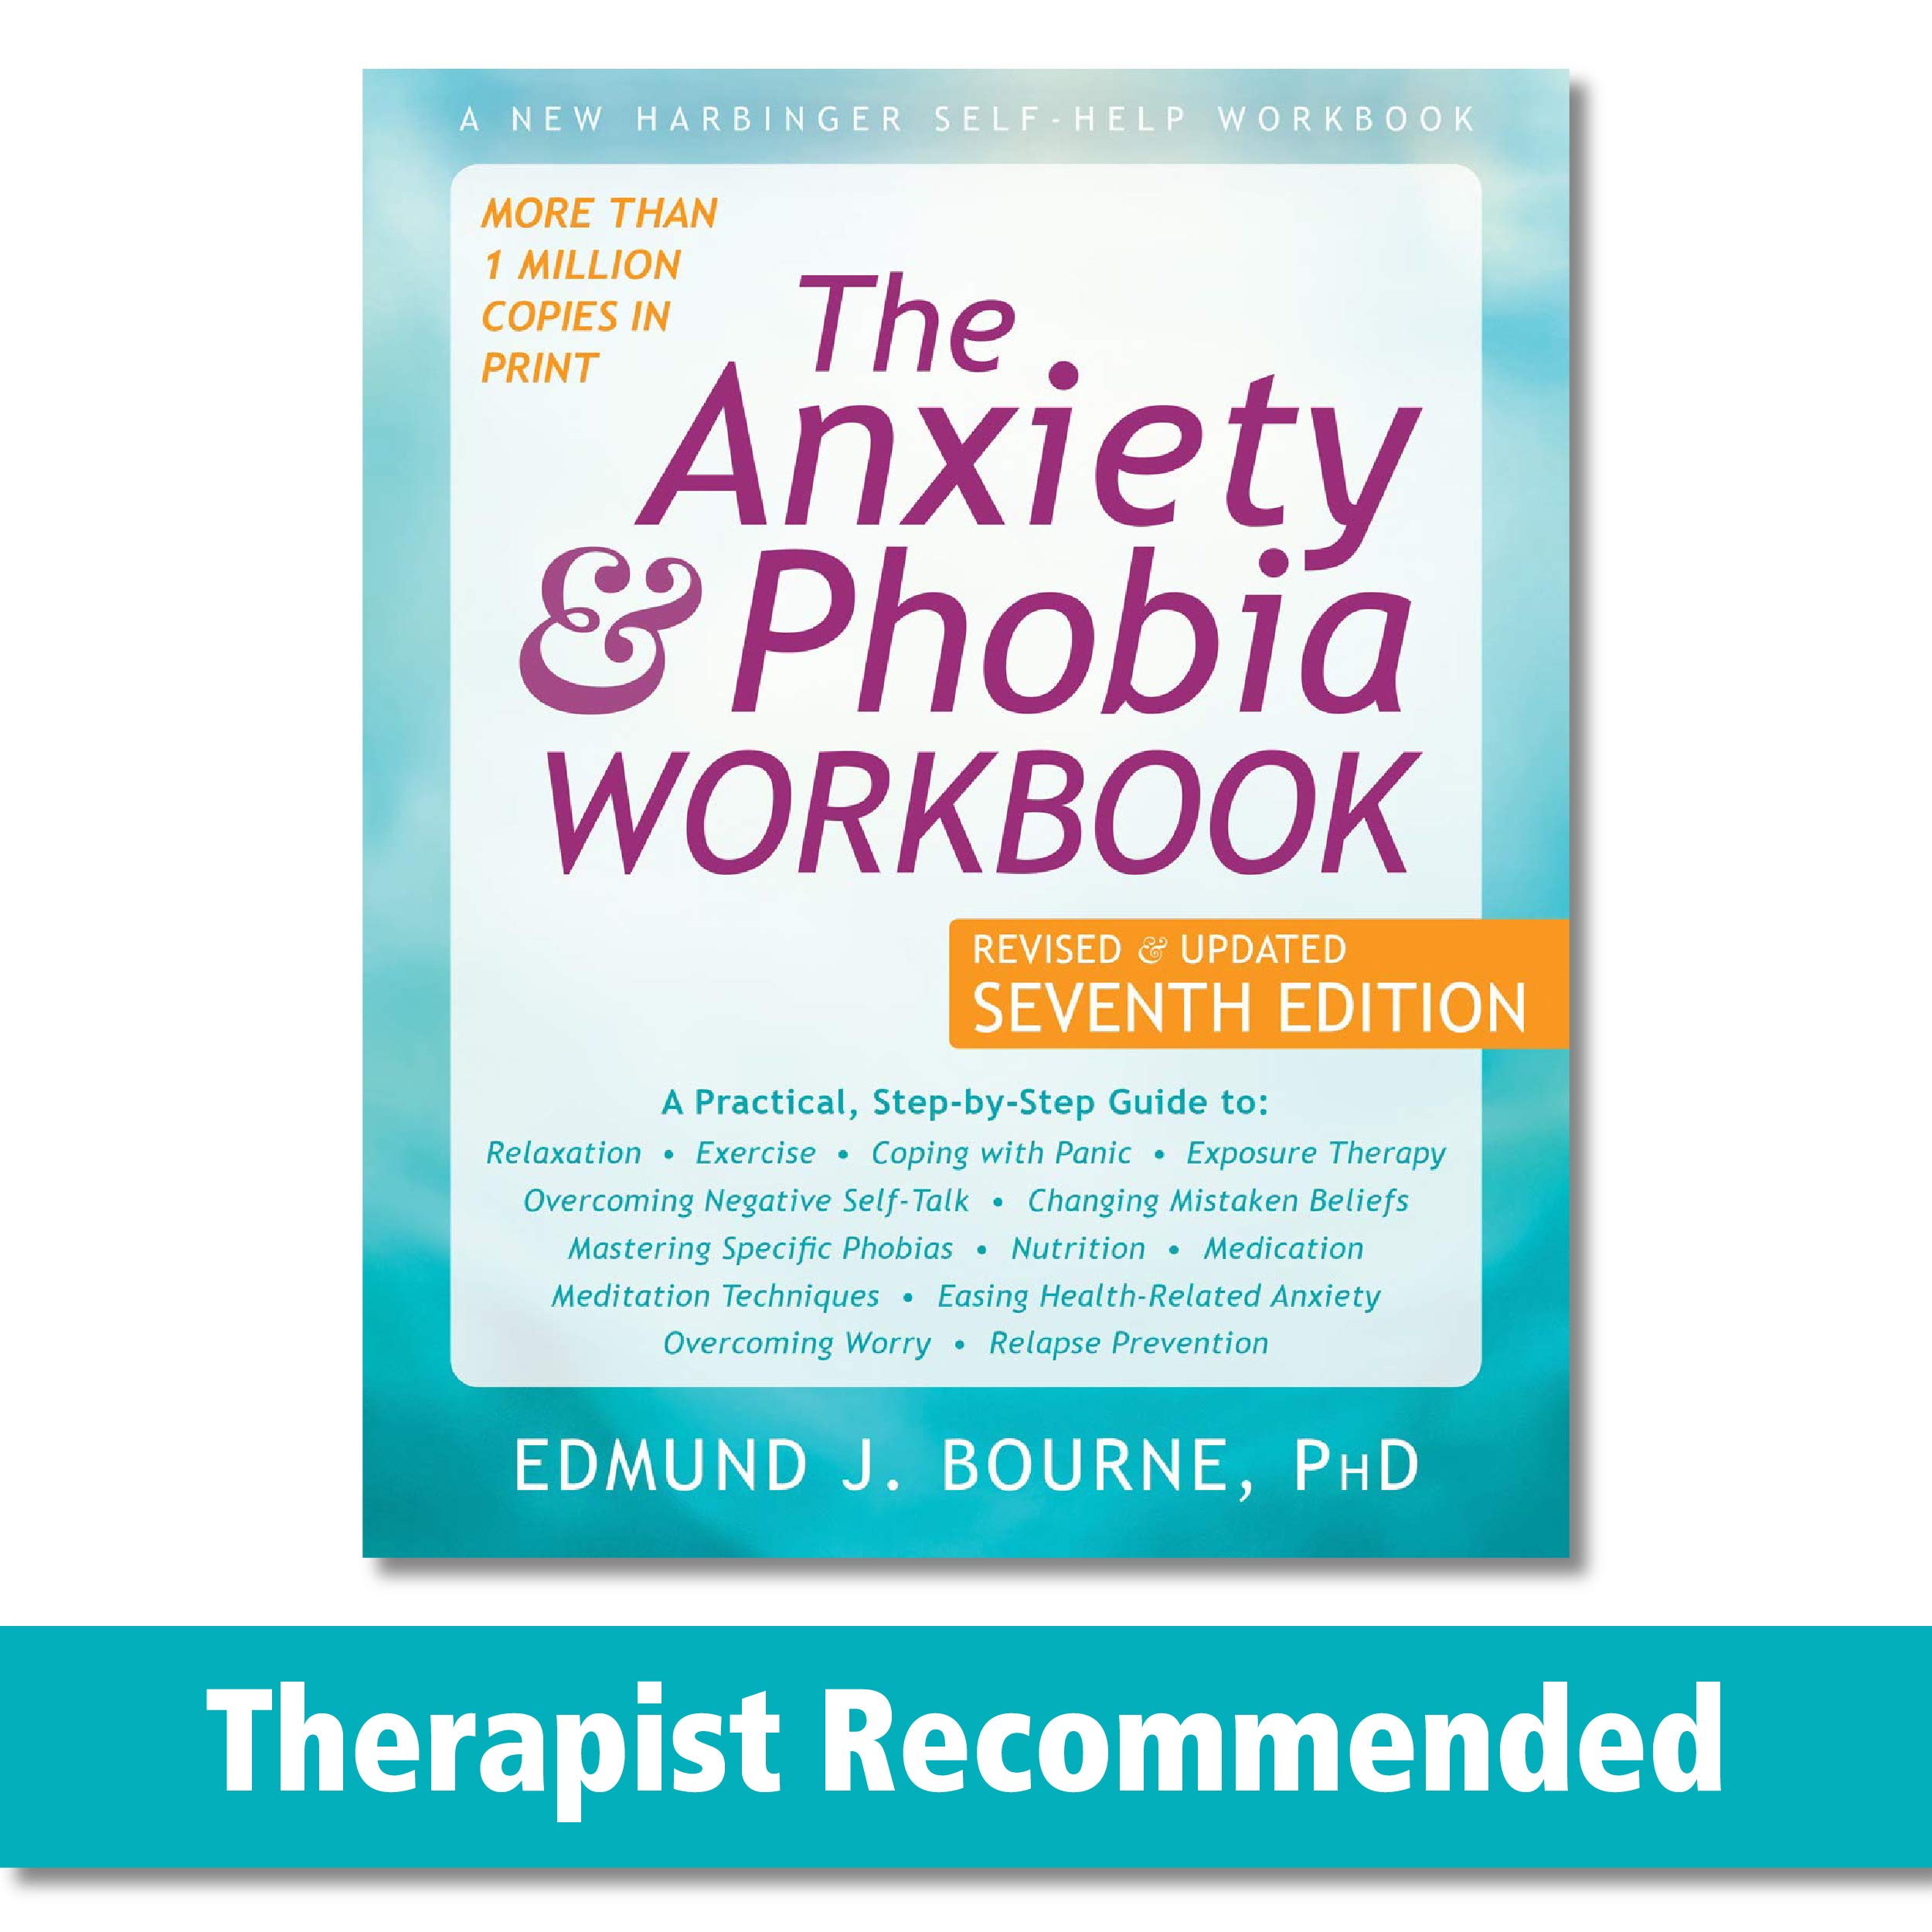 A NEW HARBINGER SELF-HELP WORKBOOK
MORE THAN
1 MILLION
COPIES IN
PRINT
The
Anxiety
& Phobia
WORKBOOK
REVISED & UPDATED
SEVENTH EDITION
A Practical, Step-by-Step Guide to:
Relaxation • Exercise • Coping with Panic • Exposure Therapy
Overcoming Negative Self-Talk • Changing Mistaken Beliefs
Mastering Specific Phobias • Nutrition • Medication
Meditation Techniques • Easing Health-Related Anxiety
Overcoming Worry • Relapse Prevention
EDMUND J. BOURNE, PHD
Therapist Recommended